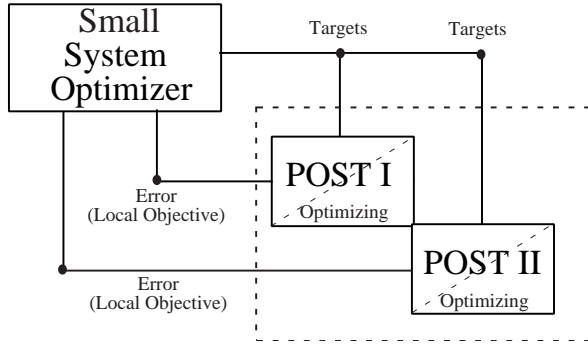 Small
System
Optimizer
Targets
Targets
POST I
Optimizing
Error
(Local Objective)
POST II
Optimizing
Error
(Local Objective)